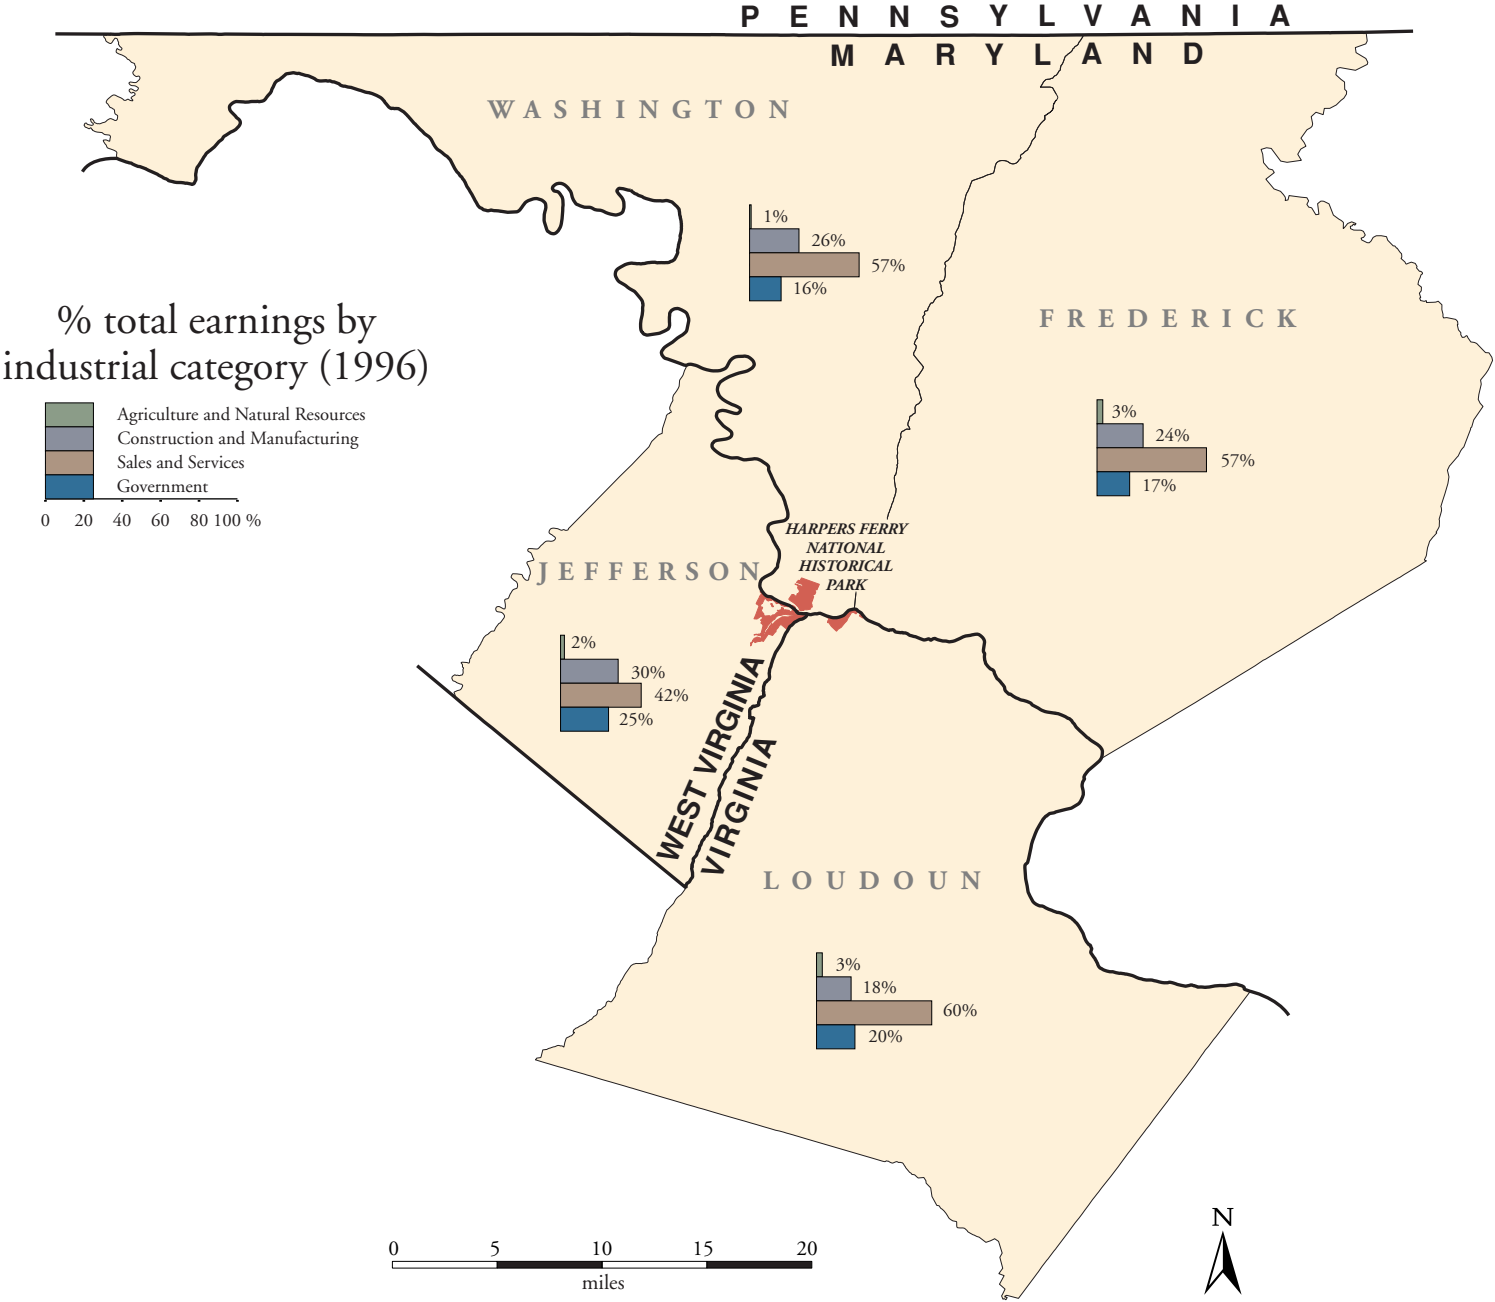 PENNSYLVANIA
MARYLAND
WASHINGTON
1%
26%
57%
16%
% total earnings by
industrial category (1996)
Agriculture and Natural Resources
Construction and Manufacturing
Sales and Services
Government
0 20 40 60 80 100 %
FREDERICK
3%
24%
57%
17%
HARPERS FERRY
NATIONAL
HISTORICAL
PARK
JEFFERSON
2%
30%
42%
25%
WEST VIRGINIA
VIRGINIA
LOUDOUN
3%
18%
60%
20%
0 5 10 15 20
miles
N